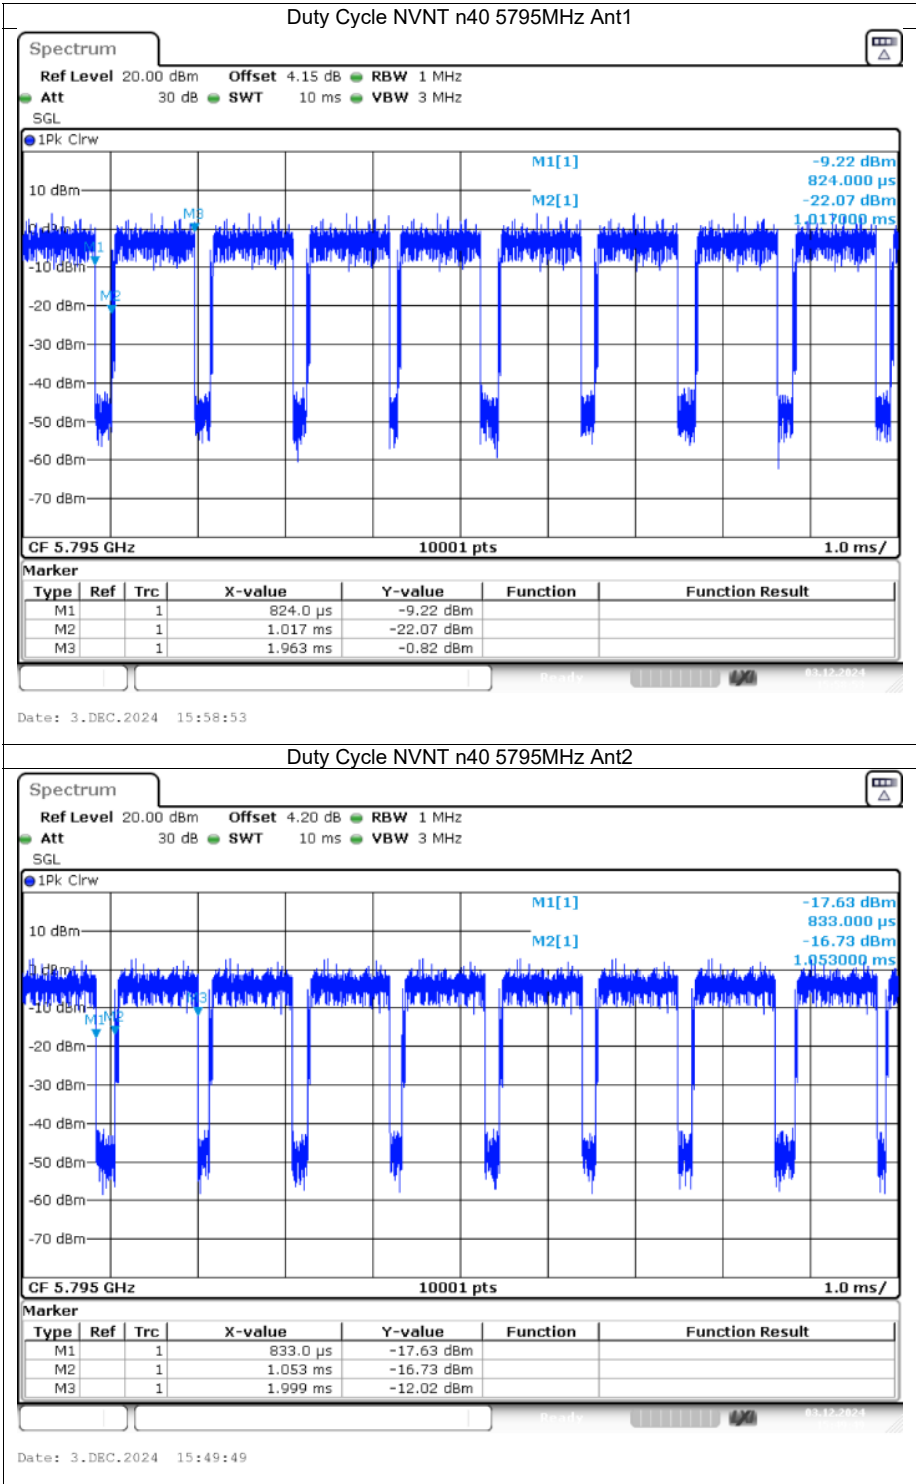 Duty Cycle NVNT n40 5795MHz Ant1
Spectrum
Ref Level 20.00 dBm Offset 4.15 dB RBW 1 MHz
Att 30 dB SWT 10 ms VBW 3 MHz
SGL
1Pk Clrw
M1[1] -9.22 dBm
824.000 µs
10 dBm
M2[1] -22.07 dBm
1.017000 ms
M3
0 dBm
M1
-10 dBm
M2
-20 dBm
-30 dBm
-40 dBm
-50 dBm
-60 dBm
-70 dBm
CF 5.795 GHz 10001 pts 1.0 ms/
Marker
Type Ref Trc X-value Y-value Function Function Result
M1 1 824.0 µs -9.22 dBm
M2 1 1.017 ms -22.07 dBm
M3 1 1.963 ms -0.82 dBm
Ready 03.12.2024
Date: 3.DEC.2024 15:58:53
Duty Cycle NVNT n40 5795MHz Ant2
Spectrum
Ref Level 20.00 dBm Offset 4.20 dB RBW 1 MHz
Att 30 dB SWT 10 ms VBW 3 MHz
SGL
1Pk Clrw
M1[1] -17.63 dBm
833.000 µs
10 dBm
M2[1] -16.73 dBm
1.053000 ms
0 dBm
M3
-10 dBm
M1 M2
-20 dBm
-30 dBm
-40 dBm
-50 dBm
-60 dBm
-70 dBm
CF 5.795 GHz 10001 pts 1.0 ms/
Marker
Type Ref Trc X-value Y-value Function Function Result
M1 1 833.0 µs -17.63 dBm
M2 1 1.053 ms -16.73 dBm
M3 1 1.999 ms -12.02 dBm
Ready 03.12.2024
Date: 3.DEC.2024 15:49:49